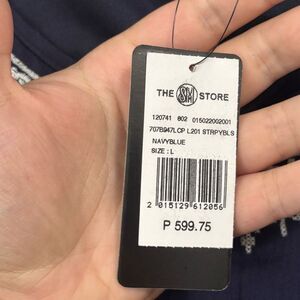 THE SM STORE
120741 802 015022002001
707B947LCP L201 STRPYBLS
NAVYBLUE
SIZE : L
2 015129 612056
P 599.75